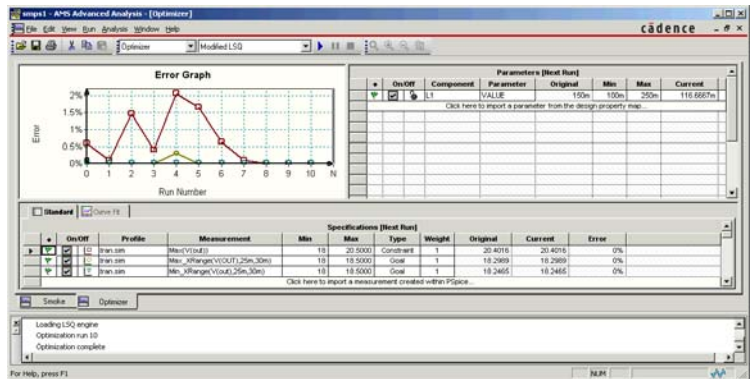 smps1 - AMS Advanced Analysis - [Optimizer]
File Edit View Run Analysis Window Help
cādence
Optimizer Modified LSQ
Error Graph
2%
1.5%
1%
0.5%
0%
Error
0 1 2 3 4 5 6 7 8 9 10 N
Run Number
Parameters [Next Run]
On/Off Component Parameter Original Min Max Current
L1 VALUE 150m 100m 250m 116.6667m
Click here to import a parameter from the design property map...
Standard Curve Fit
Specifications [Next Run]
On/Off Profile Measurement Min Max Type Weight Original Current Error
tran.sim Max(V(out)) 18 20.5000 Constraint 1 20.4016 20.4016 0%
tran.sim Max_XRange(V(OUT),25m,30m) 18 18.5000 Goal 1 18.2989 18.2989 0%
tran.sim Min_XRange(V(out),25m,30m) 18 18.5000 Goal 1 18.2465 18.2465 0%
Click here to import a measurement created within PSpice...
Smoke Optimizer
Loading LSQ engine
Optimization run 10
Optimization complete
For Help, press F1
NUM